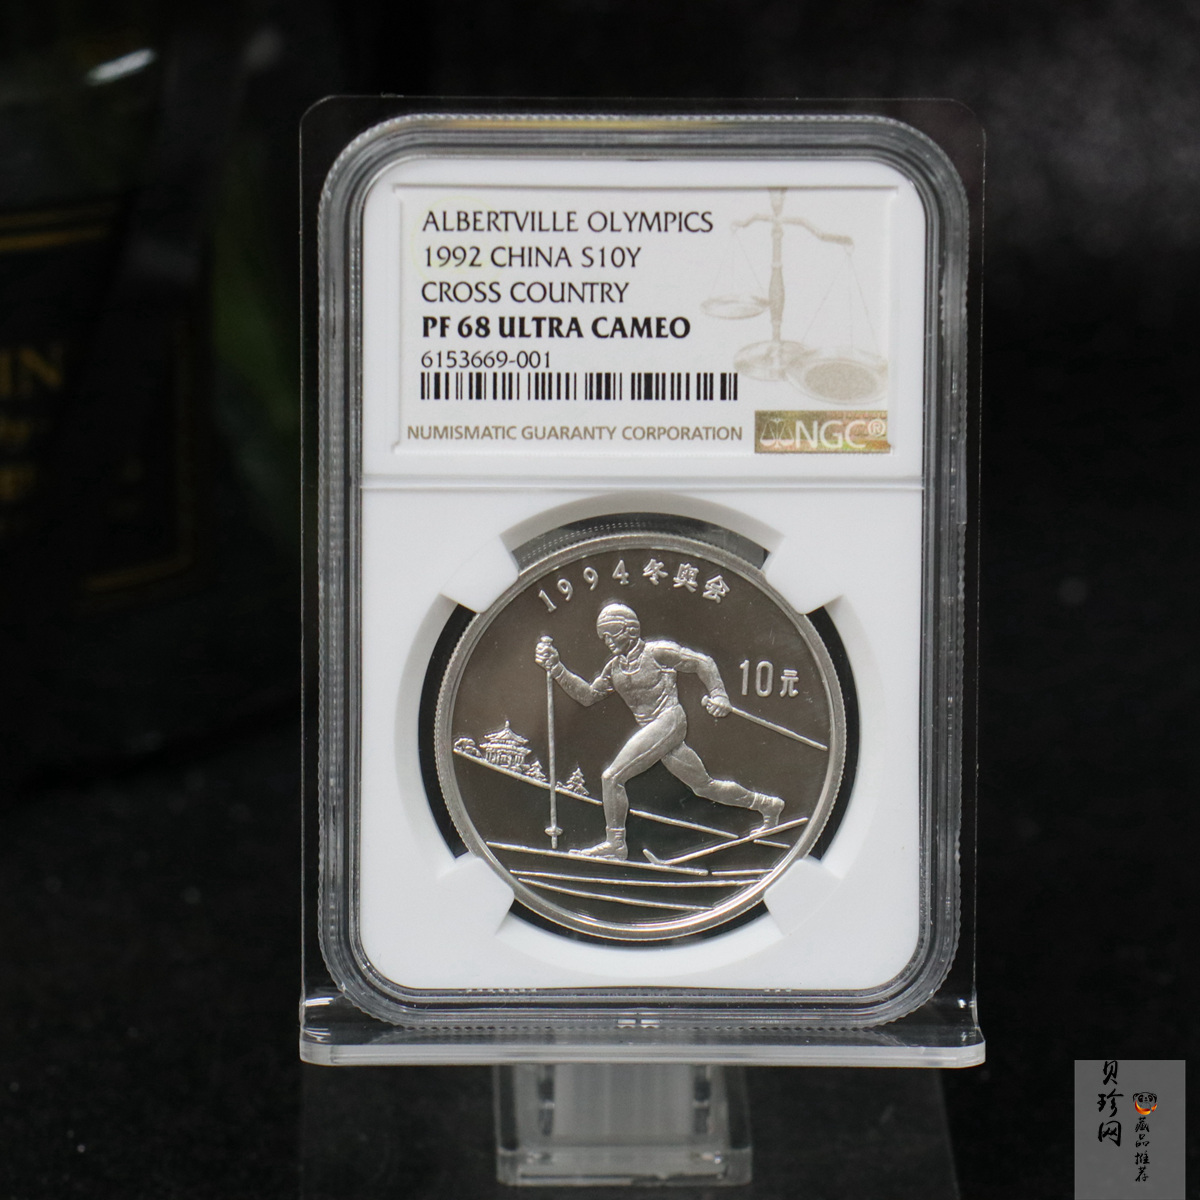 ALBERTVILLE OLYMPICS
1992 CHINA S10Y
CROSS COUNTRY
PF 68 ULTRA CAMEO
6153669-001
NUMISMATIC GUARANTY CORPORATION
NGC®
1994冬奥会
10元
贝珍网
藏品推荐